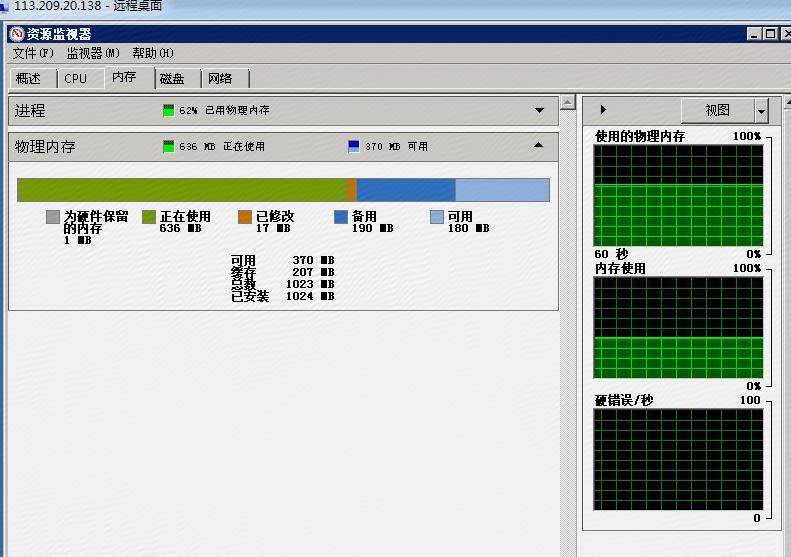 113.209.20.138 - 远程桌面
资源监视器
文件(F) 监视器(M) 帮助(H)
概述 CPU 内存 磁盘 网络
进程 62% 已用物理内存
物理内存 636 MB 正在使用 370 MB 可用
为硬件保留的内存 1 MB
正在使用 636 MB
已修改 17 MB
备用 190 MB
可用 180 MB
可用 370 MB
缓存 207 MB
总数 1023 MB
已安装 1024 MB
视图
使用的物理内存 100%
60 秒 0%
内存使用 100%
0%
硬错误/秒 100
0